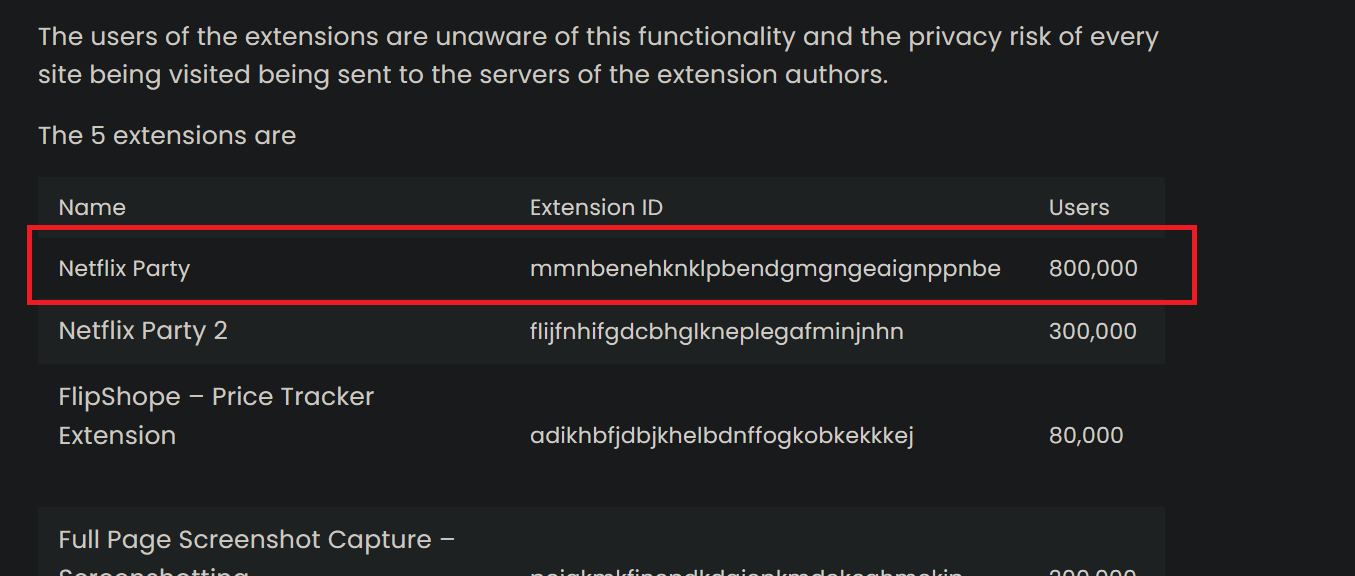 The users of the extensions are unaware of this functionality and the privacy risk of every
site being visited being sent to the servers of the extension authors.
The 5 extensions are
Name Extension ID Users
Netflix Party mmnbenehknklpbendgmgngeaignppnbe 800,000
Netflix Party 2 flijfnhifgdcbhglkneplegafminjnhn 300,000
FlipShope – Price Tracker
Extension adikhbfjdbjkhelbdnffogkobkekkkej 80,000
Full Page Screenshot Capture –
Screenshotting 200,000